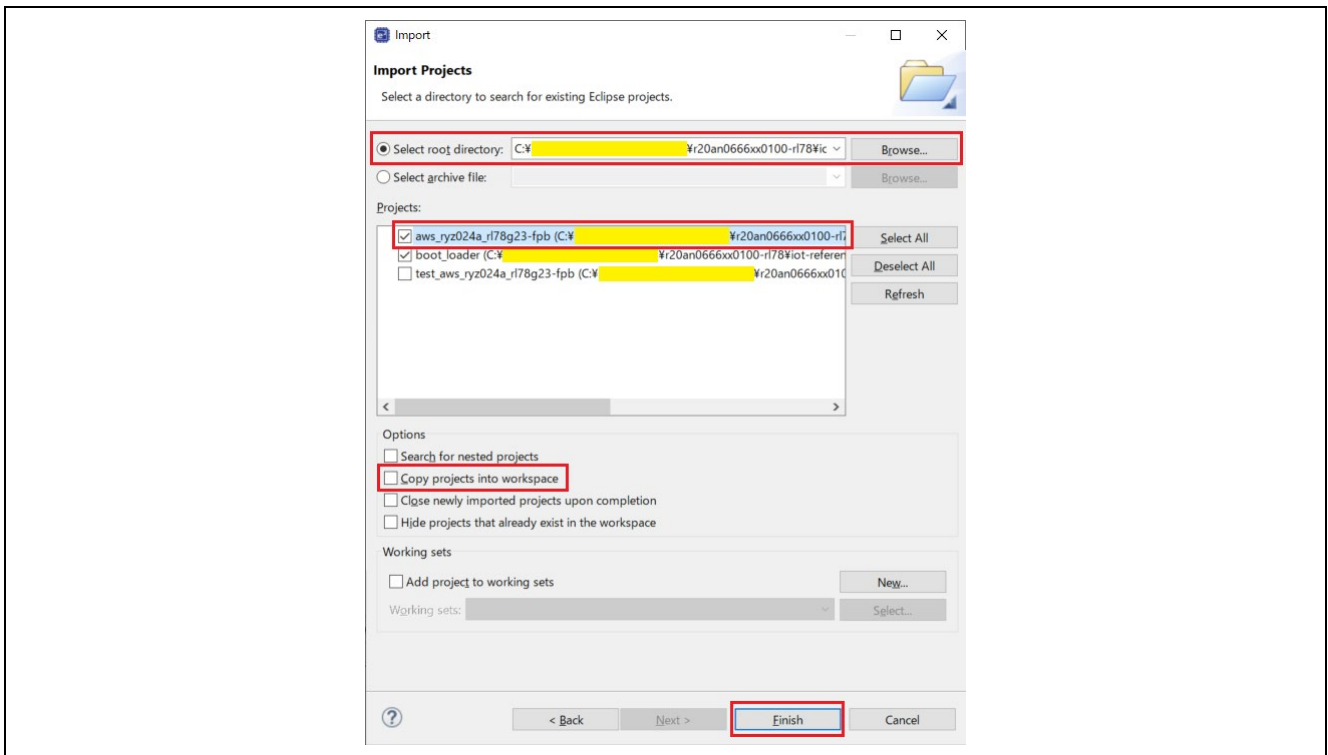 Import
Import Projects
Select a directory to search for existing Eclipse projects.
Select root directory: C:¥ ¥r20an0666xx0100-rl78¥ic Browse...
Select archive file: Browse...
Projects:
aws_ryz024a_rl78g23-fpb (C:¥ ¥r20an0666xx0100-rl7 Select All
boot_loader (C:¥ ¥r20an0666xx0100-rl78¥iot-referen Deselect All
test_aws_ryz024a_rl78g23-fpb (C:¥ ¥r20an0666xx010
Refresh
Options
Search for nested projects
Copy projects into workspace
Close newly imported projects upon completion
Hide projects that already exist in the workspace
Working sets
Add project to working sets New...
Working sets: Select...
? < Back Next > Finish Cancel